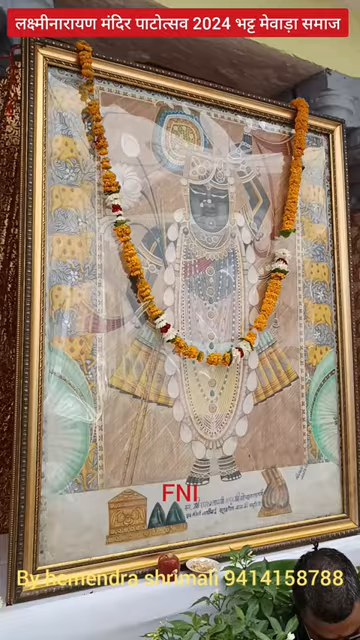 लक्ष्मीनारायण मंदिर पाटोत्सव 2024 भट्ट मेवाड़ा समाज
FNI
By.hemendra shrimali 9414158788